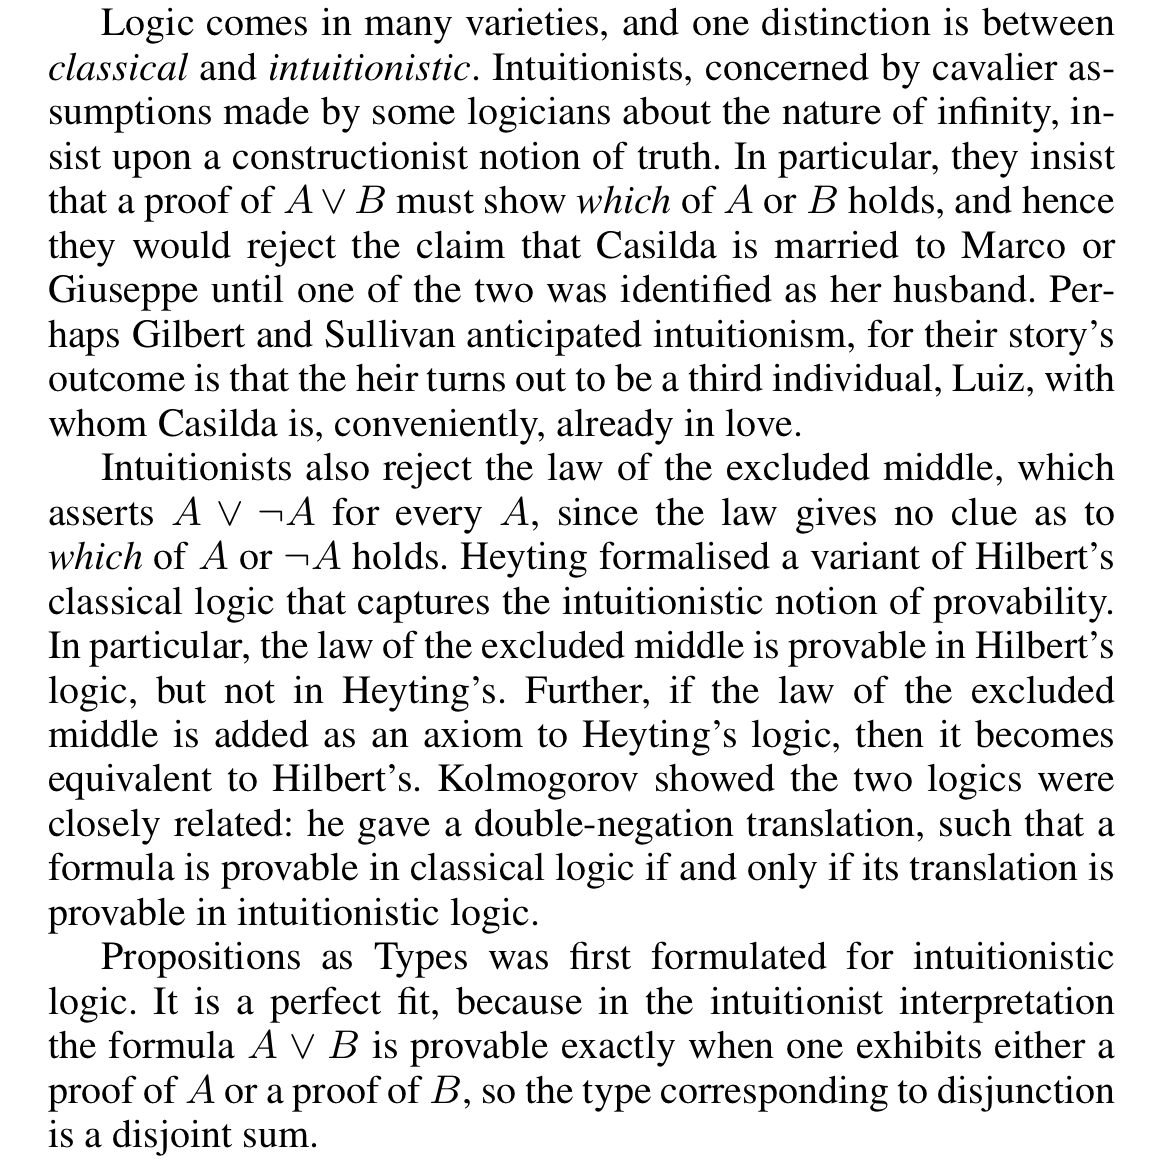 Logic comes in many varieties, and one distinction is between
classical and intuitionistic. Intuitionists, concerned by cavalier as-
sumptions made by some logicians about the nature of infinity, in-
sist upon a constructionist notion of truth. In particular, they insist
that a proof of A ∨ B must show which of A or B holds, and hence
they would reject the claim that Casilda is married to Marco or
Giuseppe until one of the two was identified as her husband. Per-
haps Gilbert and Sullivan anticipated intuitionism, for their story’s
outcome is that the heir turns out to be a third individual, Luiz, with
whom Casilda is, conveniently, already in love.
Intuitionists also reject the law of the excluded middle, which
asserts A ∨ ¬A for every A, since the law gives no clue as to
which of A or ¬A holds. Heyting formalised a variant of Hilbert’s
classical logic that captures the intuitionistic notion of provability.
In particular, the law of the excluded middle is provable in Hilbert’s
logic, but not in Heyting’s. Further, if the law of the excluded
middle is added as an axiom to Heyting’s logic, then it becomes
equivalent to Hilbert’s. Kolmogorov showed the two logics were
closely related: he gave a double-negation translation, such that a
formula is provable in classical logic if and only if its translation is
provable in intuitionistic logic.
Propositions as Types was first formulated for intuitionistic
logic. It is a perfect fit, because in the intuitionist interpretation
the formula A ∨ B is provable exactly when one exhibits either a
proof of A or a proof of B, so the type corresponding to disjunction
is a disjoint sum.